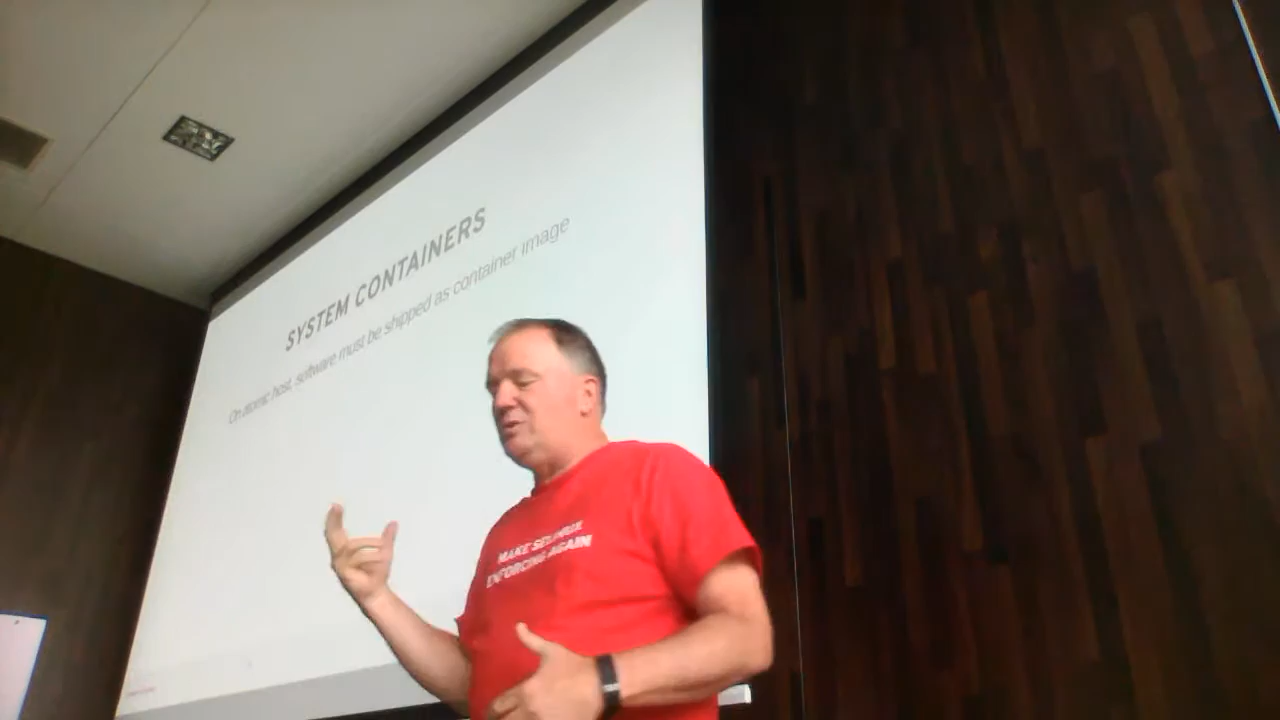 SYSTEM CONTAINERS
On atomic host, software must be shipped as container image
MAKE SELINUX
ENFORCING AGAIN